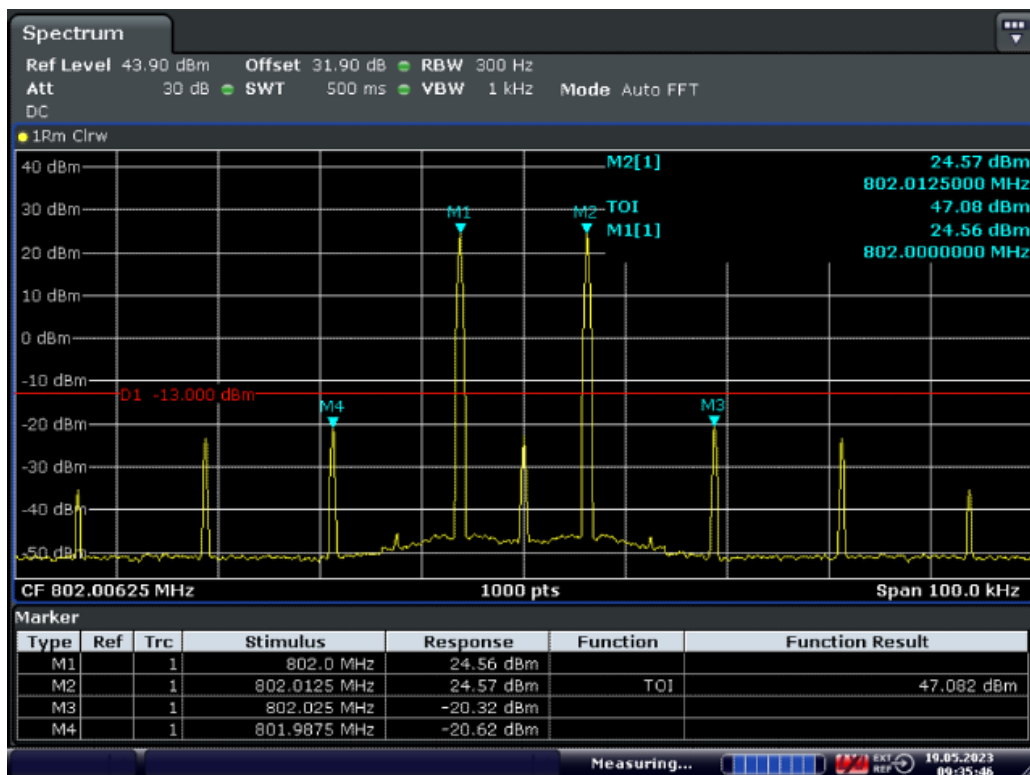 Spectrum
Ref Level 43.90 dBm Offset 31.90 dB RBW 300 Hz
Att 30 dB SWT 500 ms VBW 1 kHz Mode Auto FFT
DC
1Rm Clrw
40 dBm
M2[1] 24.57 dBm
802.0125000 MHz
30 dBm
M1
M2
TOI 47.08 dBm
M1[1] 24.56 dBm
20 dBm
802.0000000 MHz
10 dBm
0 dBm
-10 dBm
D1 -13.000 dBm
M4
M3
-20 dBm
-30 dBm
-40 dBm
-50 dBm
CF 802.00625 MHz 1000 pts Span 100.0 kHz
Marker
Type Ref Trc Stimulus Response Function Function Result
M1 1 802.0 MHz 24.56 dBm
M2 1 802.0125 MHz 24.57 dBm TOI 47.082 dBm
M3 1 802.025 MHz -20.32 dBm
M4 1 801.9875 MHz -20.62 dBm
Measuring... EXT REF 19.05.2023
09:35:46